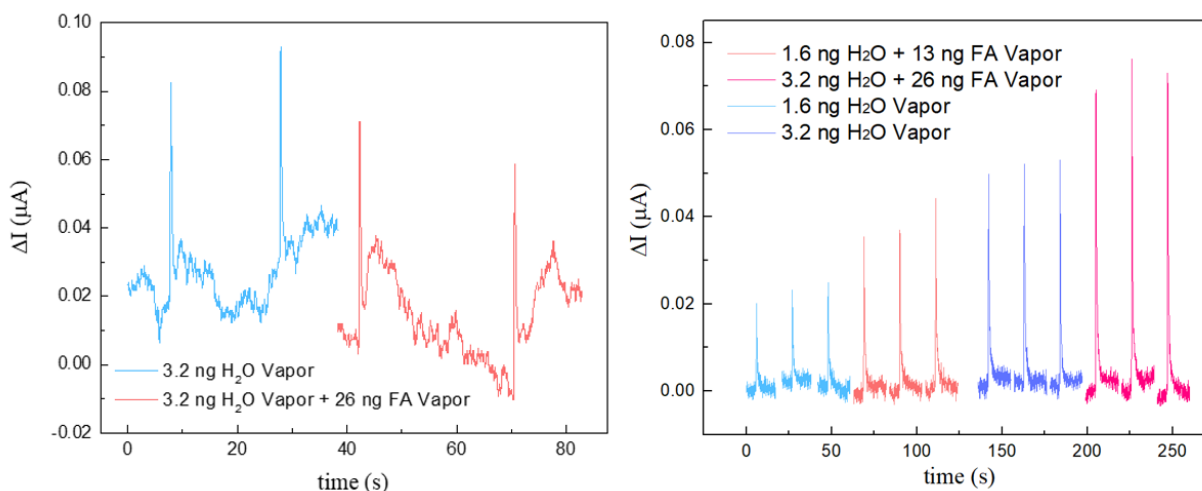 0.10
0.08
0.06
0.04
0.02
0.00
-0.02
ΔI (μA)
3.2 ng H₂O Vapor
3.2 ng H₂O Vapor + 26 ng FA Vapor
0 20 40 60 80
time (s)
0.08
0.06
0.04
0.02
0.00
ΔI (μA)
1.6 ng H₂O + 13 ng FA Vapor
3.2 ng H₂O + 26 ng FA Vapor
1.6 ng H₂O Vapor
3.2 ng H₂O Vapor
0 50 100 150 200 250
time (s)